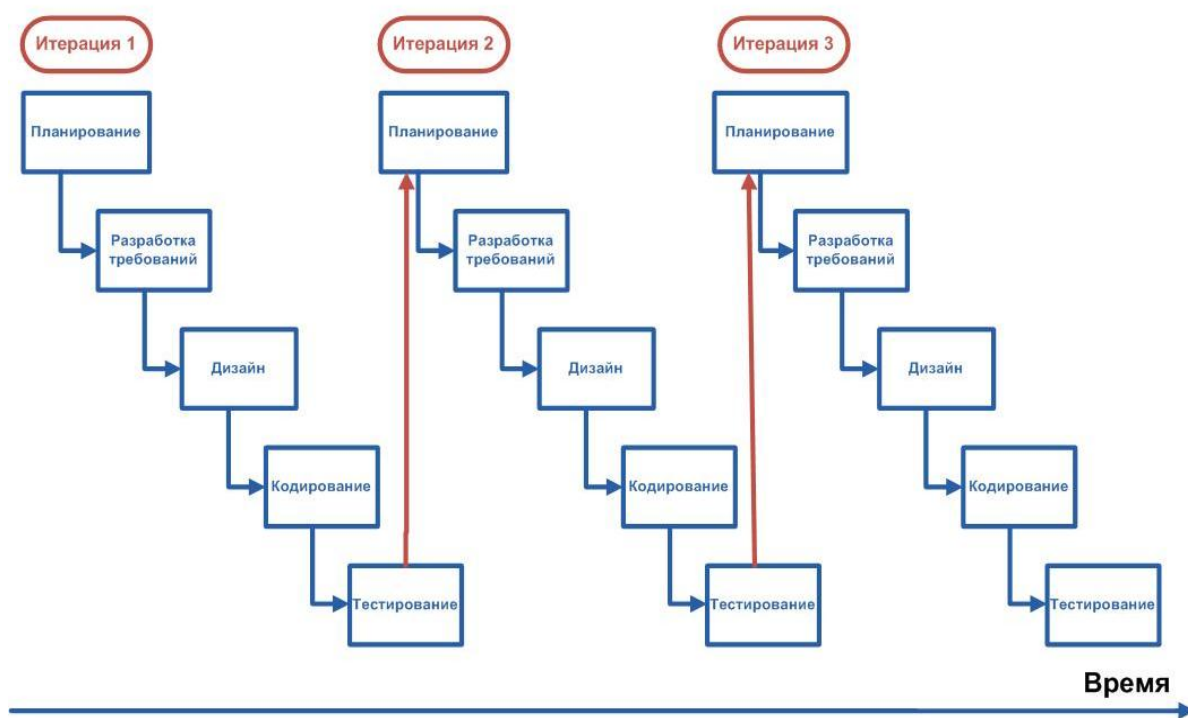 Итерация 1
Итерация 2
Итерация 3
Планирование
Планирование
Планирование
Разработка
требований
Разработка
требований
Разработка
требований
Дизайн
Дизайн
Дизайн
Кодирование
Кодирование
Кодирование
Тестирование
Тестирование
Тестирование
Время